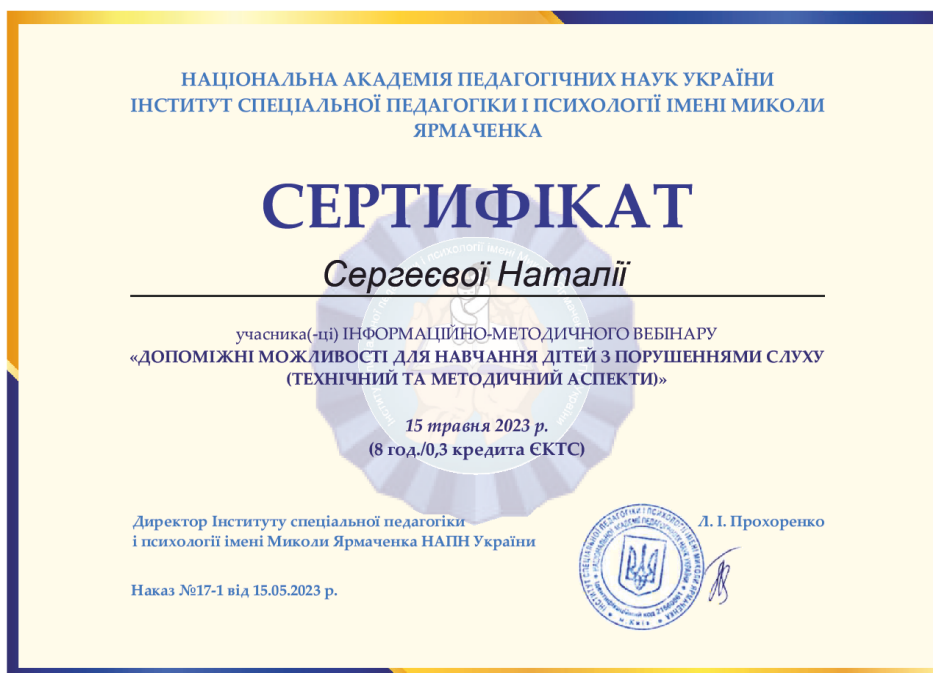 НАЦІОНАЛЬНА АКАДЕМІЯ ПЕДАГОГІЧНИХ НАУК УКРАЇНИ
ІНСТИТУТ СПЕЦІАЛЬНОЇ ПЕДАГОГІКИ І ПСИХОЛОГІЇ ІМЕНІ МИКОЛИ
ЯРМАЧЕНКА
СЕРТИФІКАТ
Сергеєвої Наталії
учасника(-ці) ІНФОРМАЦІЙНО-МЕТОДИЧНОГО ВЕБІНАРУ
«ДОПОМІЖНІ МОЖЛИВОСТІ ДЛЯ НАВЧАННЯ ДІТЕЙ З ПОРУШЕННЯМИ СЛУХУ
(ТЕХНІЧНИЙ ТА МЕТОДИЧНИЙ АСПЕКТИ)»
15 травня 2023 р.
(8 год./0,3 кредита ЄКТС)
Директор Інституту спеціальної педагогіки
і психології імені Миколи Ярмаченка НАПН України
Л. І. Прохоренко
Наказ №17-1 від 15.05.2023 р.